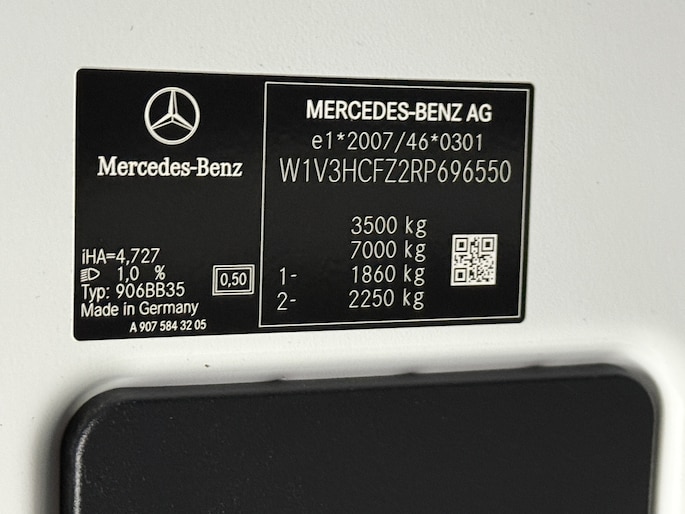 Mercedes-Benz
iHA=4,727
1,0 %
0,50
Typ: 906BB35
Made in Germany
A 907 584 32 05
MERCEDES-BENZ AG
e1*2007/46*0301
W1V3HCFZ2RP696550
3500 kg
7000 kg
1- 1860 kg
2- 2250 kg